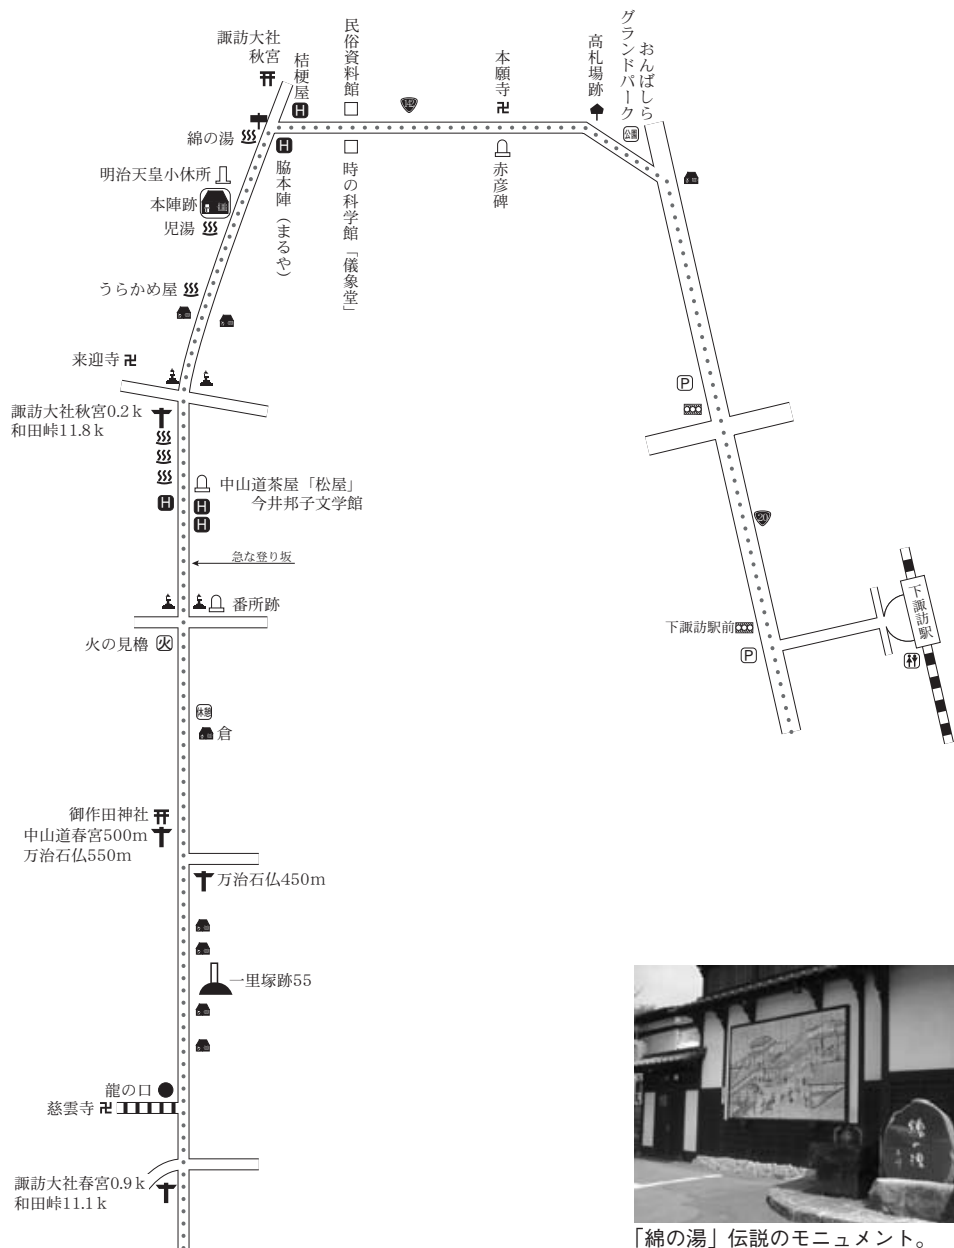 諏訪大社
秋宮
桔梗屋
民俗資料館
142
本願寺
高札場跡
おんばしら
グランドパーク
公園
綿の湯
H
H
明治天皇小休所
本陣跡
児湯
脇本陣（まるや）
時の科学館「儀象堂」
赤彦碑
うらかめ屋
来迎寺
P
諏訪大社秋宮0.2k
和田峠11.8k
中山道茶屋「松屋」
今井邦子文学館
H
H
H
20
急な登り坂
番所跡
下諏訪駅
下諏訪駅前
P
火の見櫓
火
休憩
倉
御作田神社
中山道春宮500m
万治石仏550m
万治石仏450m
一里塚跡55
龍の口
慈雲寺
諏訪大社春宮0.9k
和田峠11.1k
綿の湯
「綿の湯」伝説のモニュメント。